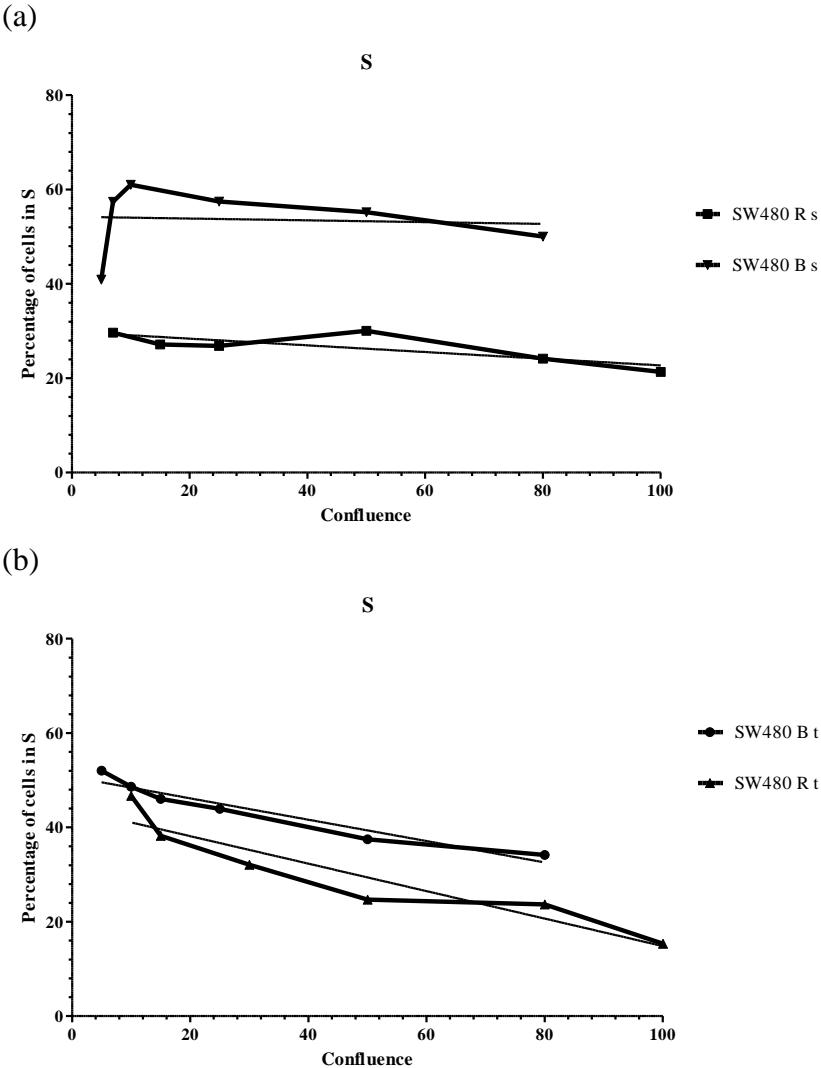 (a)
S
Percentage of cells in S
80
60
40
20
0
0 20 40 60 80 100
Confluence
SW480 R s
SW480 B s
(b)
S
Percentage of cells in S
80
60
40
20
0
0 20 40 60 80 100
Confluence
SW480 B t
SW480 R t